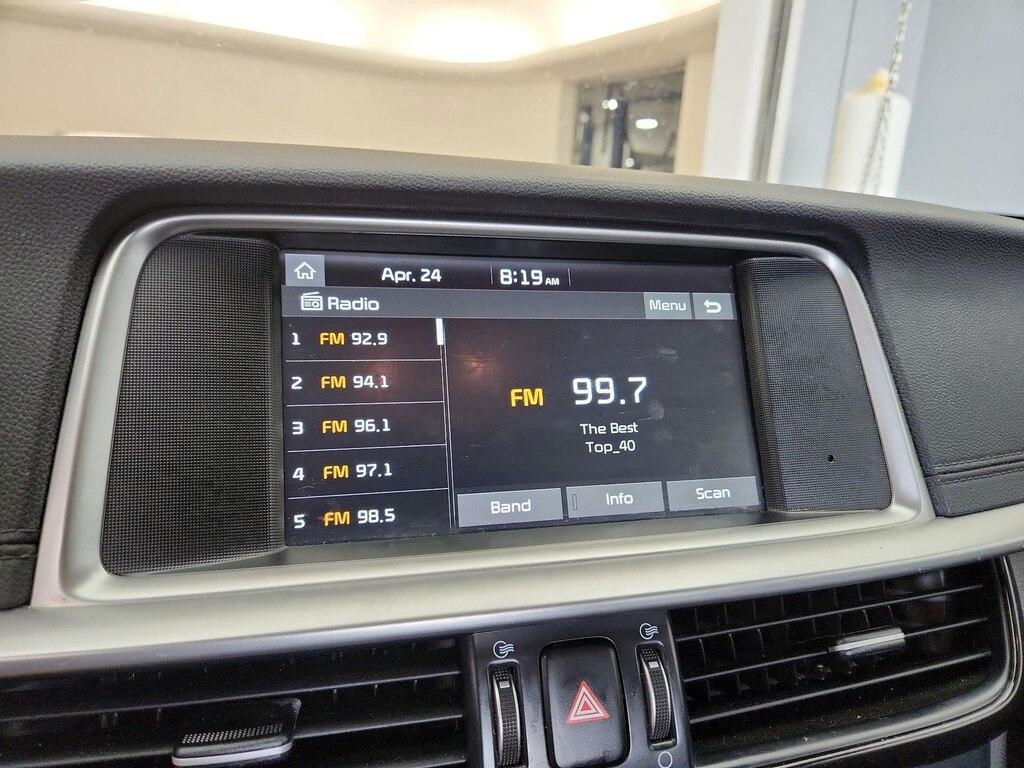 Apr. 24 8:19 AM
Radio Menu
1 FM 92.9
2 FM 94.1
3 FM 96.1
4 FM 97.1
5 FM 98.5
FM 99.7
The Best
Top_40
Band Info Scan